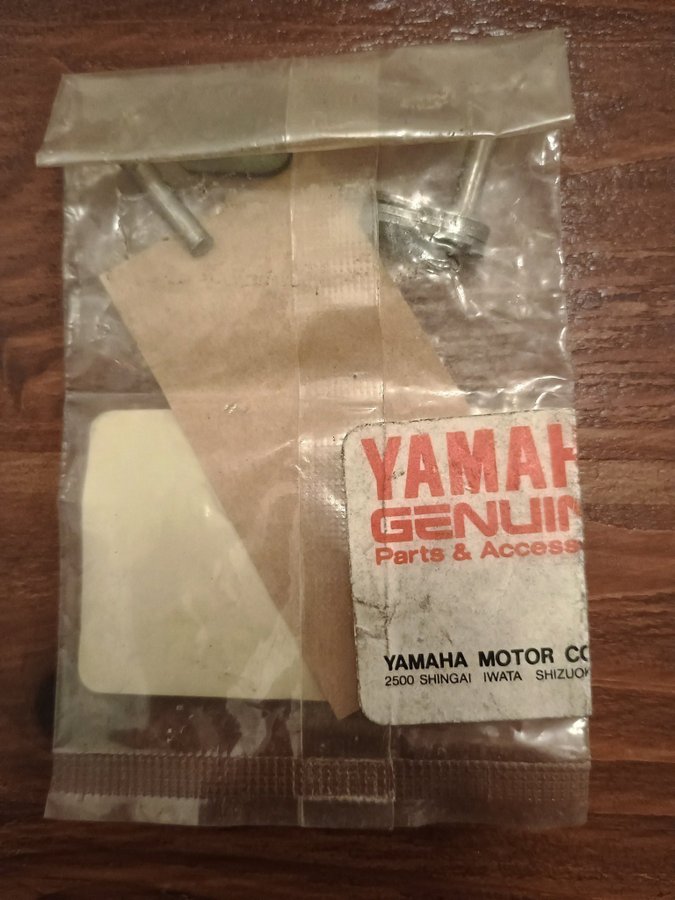 YAMAH
GENUIN
Parts & Access
YAMAHA MOTOR CO
2500 SHINGAI IWATA SHIZUOK